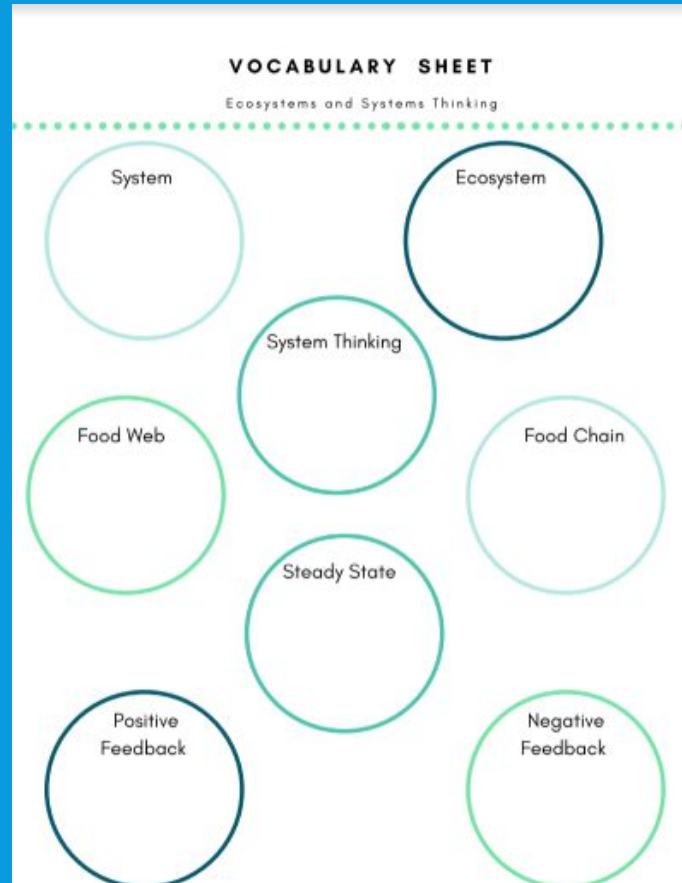 VOCABULARY SHEET
Ecosystems and Systems Thinking
System
Ecosystem
System Thinking
Food Web
Food Chain
Steady State
Positive
Feedback
Negative
Feedback